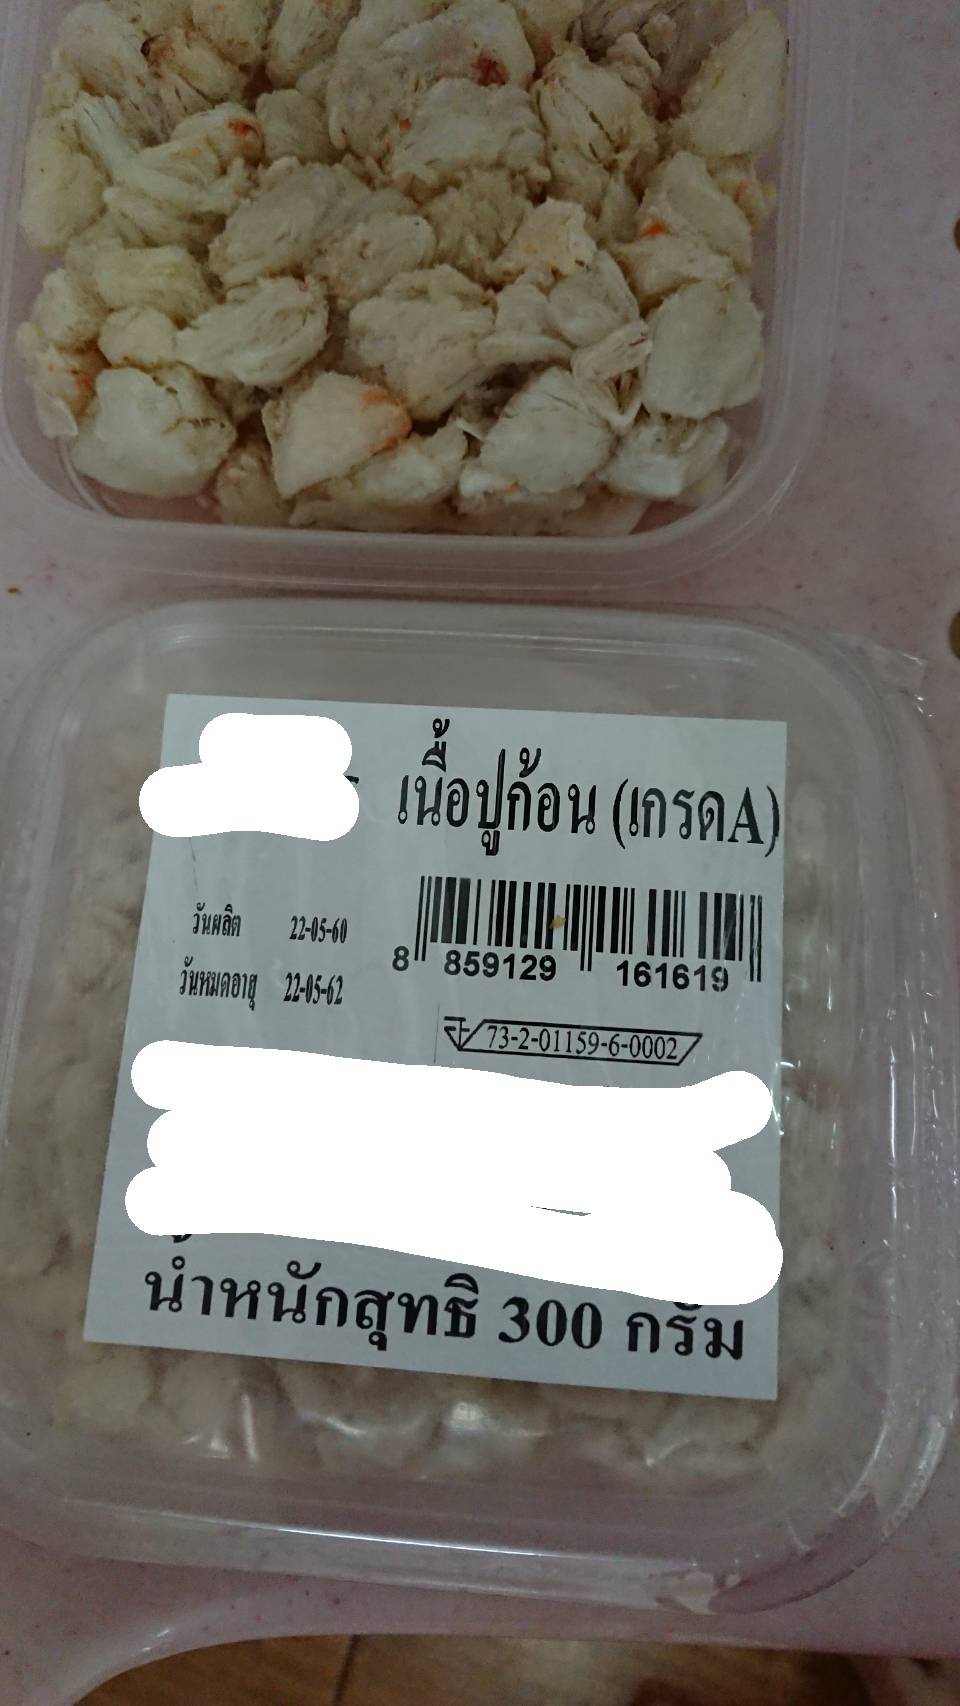 เนื้อปูก้อน (เกรดA)
วันผลิต 22-05-60
วันหมดอายุ 22-05-62
8 859129 161619
73-2-01159-6-0002
น้ำหนักสุทธิ 300 กรัม